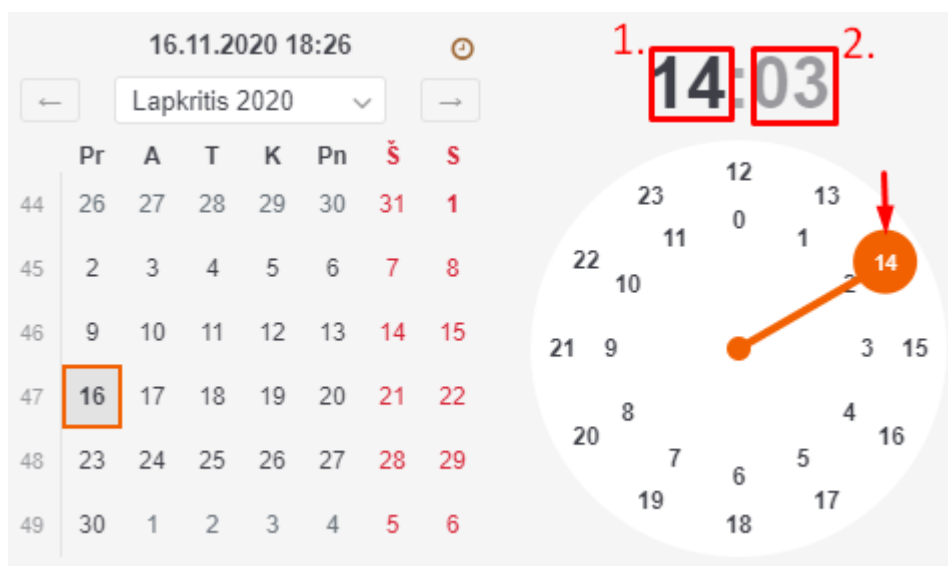 16.11.2020 18:26
← Lapkritis 2020 →
Pr A T K Pn Š S
44 26 27 28 29 30 31 1
45 2 3 4 5 6 7 8
46 9 10 11 12 13 14 15
47 16 17 18 19 20 21 22
48 23 24 25 26 27 28 29
49 30 1 2 3 4 5 6
1. 14:03 2.
12
23 13
0
11 1
22 14
10 2
21 9 3 15
8 4
20 16
7 5
6
19 17
18